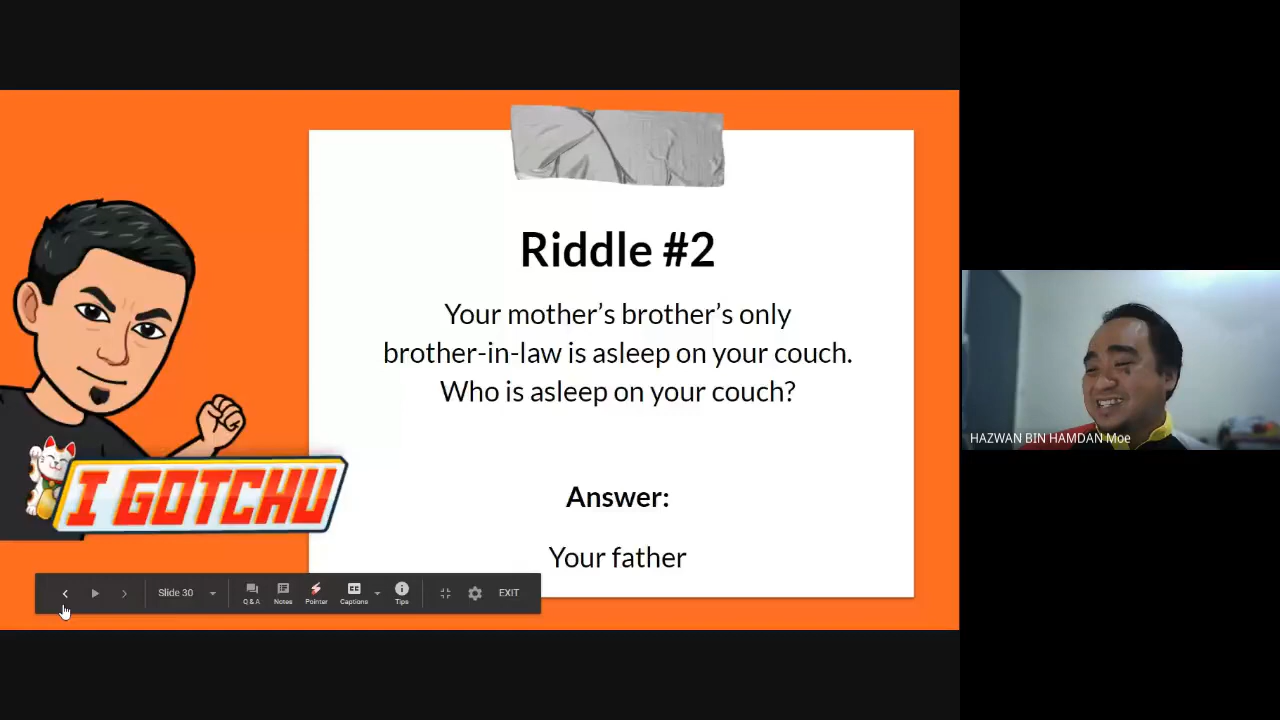 Riddle #2
Your mother’s brother’s only
brother-in-law is asleep on your couch.
Who is asleep on your couch?
Answer:
Your father
I GOTCHU
Slide 30
Q & A
Notes
Pointer
Captions
Tips
EXIT
HAZWAN BIN HAMDAN Moe